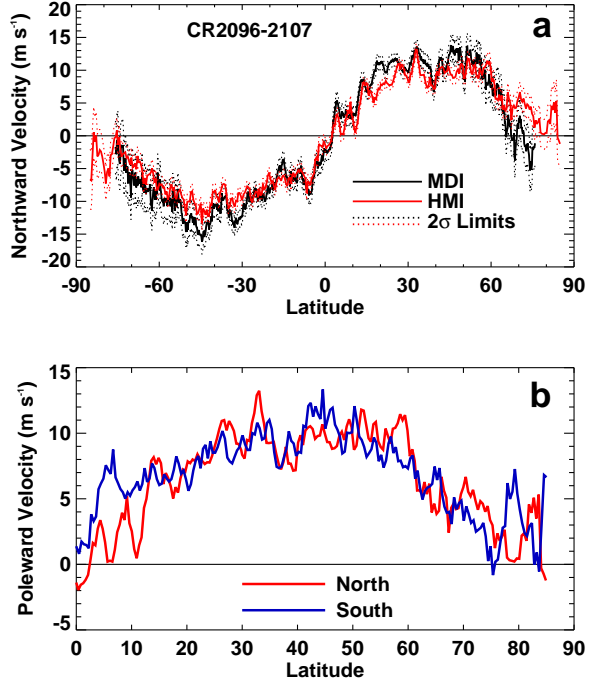 CR2096-2107
a
Northward Velocity (m s-1)
20
15
10
5
0
-5
-10
-15
-20
MDI
HMI
2σ Limits
-90 -60 -30 0 30 60 90
Latitude
b
Poleward Velocity (m s-1)
15
10
5
0
-5
North
South
0 10 20 30 40 50 60 70 80 90
Latitude